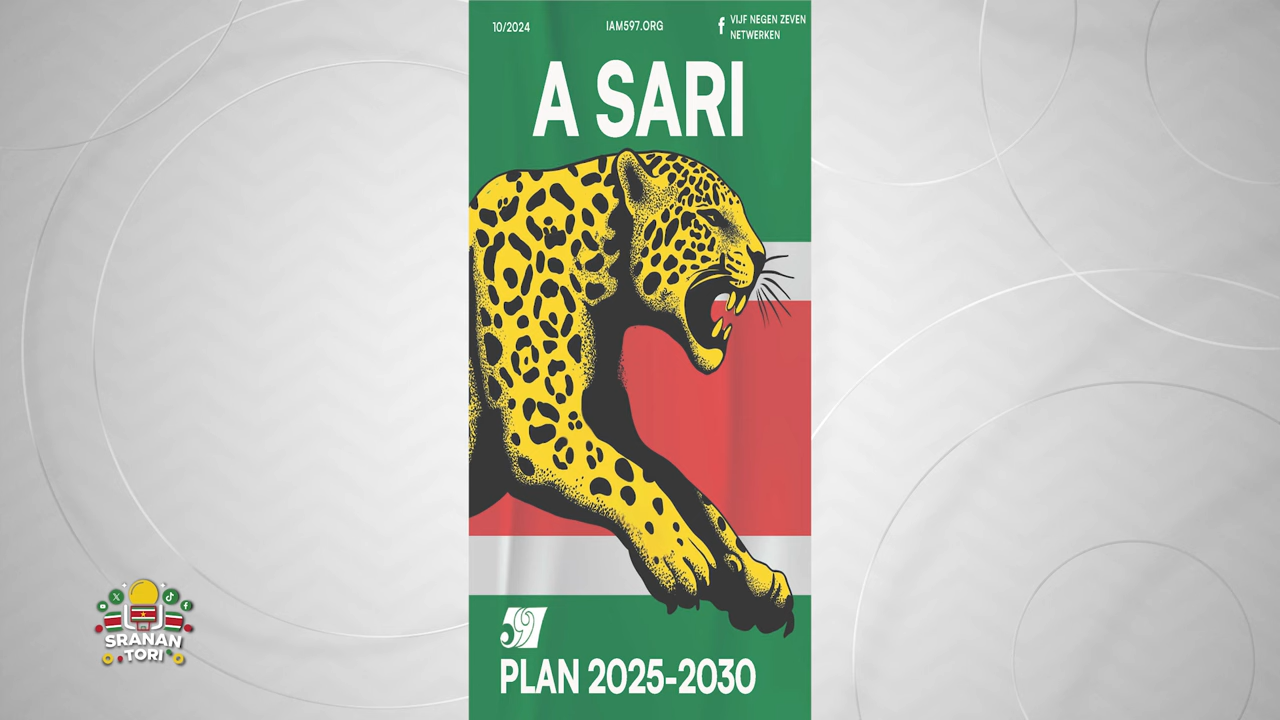 10/2024
IAM597.ORG
VIJF NEGEN ZEVEN
NETWERKEN
A SARI
597
PLAN 2025-2030
SRANAN
TORI